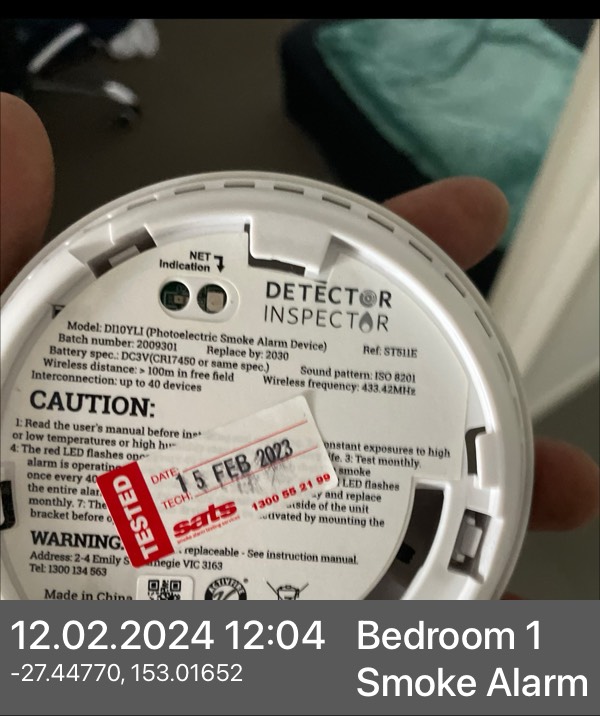 NET
Indication
DETECTOR
INSPECTOR
Model: DI10YLI (Photoelectric Smoke Alarm Device)
Batch number: 2009301 Replace by: 2030 Ref: ST511E
Battery spec.: DC3V(CR17450 or same spec.) Sound pattern: ISO 8201
Wireless distance: > 100m in free field Wireless frequency: 433.42MHz
Interconnection: up to 40 devices
CAUTION:
1: Read the user's manual before
or low temperatures or high constant exposures to high
4: The red LED flashes 3: Test monthly.
alarm is smoke
once every LED flashes
the entire and replace
monthly. 7: outside of the unit
bracket before by mounting the
TESTED
DATE 15 FEB 2023
TECH:
sats
1300 55 21 99
WARNING:
replaceable - See instruction manual.
Address: 2-4 Emily VIC 3163
Tel: 1300 134 563
Made in China
12.02.2024 12:04
-27.44770, 153.01652
Bedroom 1
Smoke Alarm